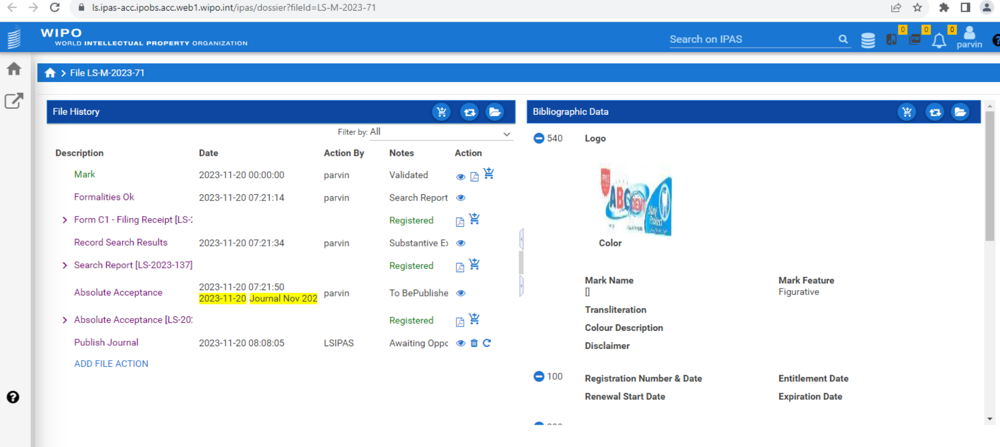 ls.ipas-acc.ipobs.acc.web1.wipo.int/ipas/dossier?fileId=LS-M-2023-71
WIPO
WORLD INTELLECTUAL PROPERTY ORGANIZATION
Search on IPAS
0
0
0
parvin
File LS-M-2023-71
File History
Filter by: All
Description Date Action By Notes Action
Mark 2023-11-20 00:00:00 parvin Validated
Formalities Ok 2023-11-20 07:21:14 parvin Search Report
Form C1 - Filing Receipt [LS-2 Registered
Record Search Results 2023-11-20 07:21:34 parvin Substantive Ex
Search Report [LS-2023-137] Registered
2023-11-20 07:21:50
Absolute Acceptance parvin To BePublishe
2023-11-20 Journal Nov 202
Absolute Acceptance [LS-202 Registered
Publish Journal 2023-11-20 08:08:05 LSIPAS Awaiting Oppo
ADD FILE ACTION
Bibliographic Data
540 Logo
ABC
DENT
Protect
Color
Mark Name Mark Feature
[] Figurative
Transliteration
Colour Description
Disclaimer
100 Registration Number & Date Entitlement Date
Renewal Start Date Expiration Date